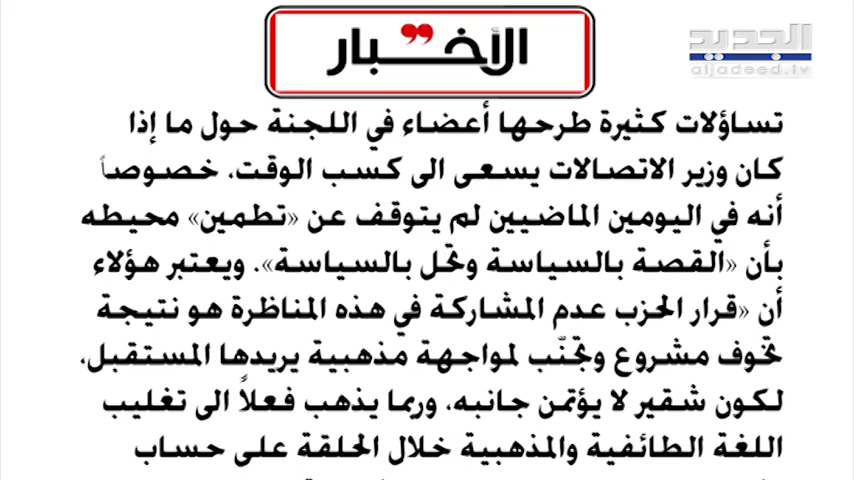 الأخبار
الجديد
aljadeed.tv
تساؤلات كثيرة طرحها أعضاء في اللجنة حول ما إذا
كان وزير الاتصالات يسعى الى كسب الوقت، خصوصاً
أنه في اليومين الماضيين لم يتوقف عن «تطمين» محيطه
بأن «القصة بالسياسة وتحل بالسياسة». ويعتبر هؤلاء
أن «قرار الحزب عدم المشاركة في هذه المناظرة هو نتيجة
تخوف مشروع وتجنّب لمواجهة مذهبية يريدها المستقبل،
لكون شقير لا يؤتمن جانبه، وربما يذهب فعلاً الى تغليب
اللغة الطائفية والمذهبية خلال الحلقة على حساب